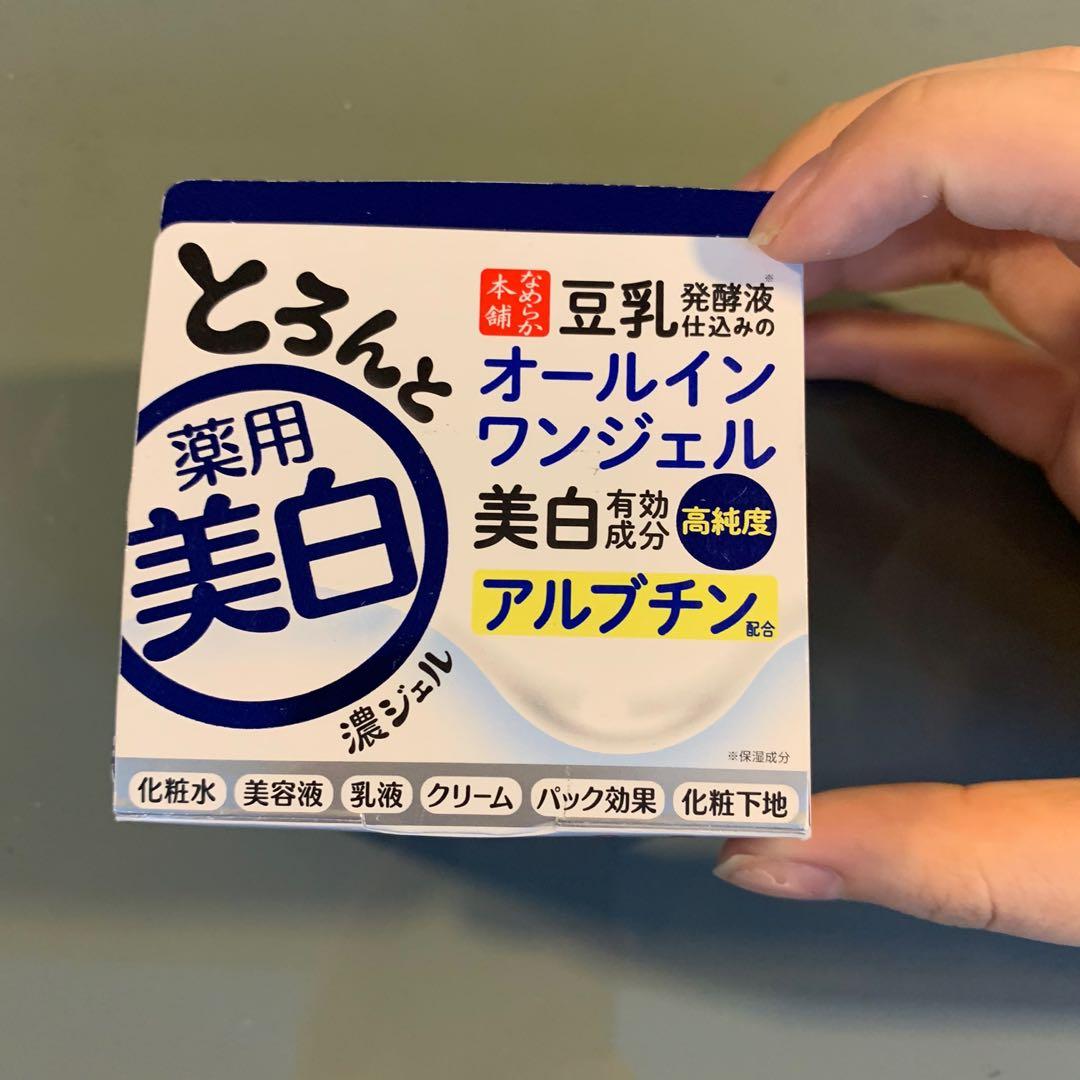 とろんと
薬用
美白
濃ジェル
なめらか
本舗
豆乳発酵液※
仕込みの
オールイン
ワンジェル
美白有効
成分
高純度
アルブチン配合
※保湿成分
化粧水 美容液 乳液 クリーム パック効果 化粧下地